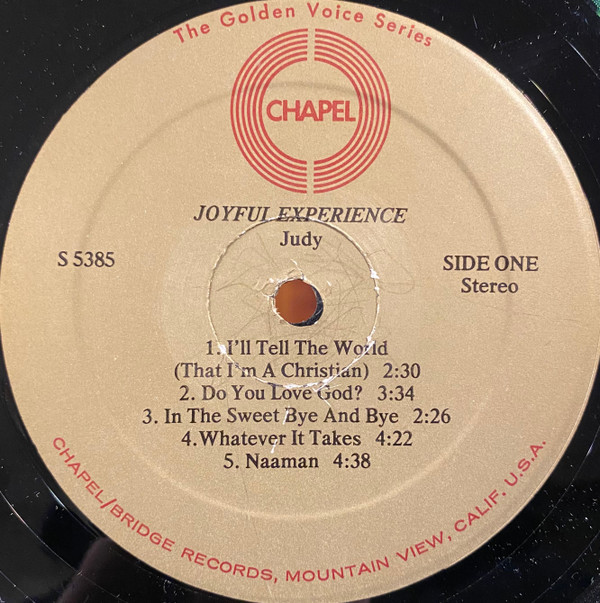 The Golden Voice Series
CHAPEL
JOYFUL EXPERIENCE
Judy
S 5385
SIDE ONE
Stereo
1. I'll Tell The World
(That I'm A Christian) 2:30
2. Do You Love God? 3:34
3. In The Sweet Bye And Bye 2:26
4.Whatever It Takes 4:22
5. Naaman 4:38
CHAPEL/BRIDGE RECORDS, MOUNTAIN VIEW, CALIF. U.S.A.